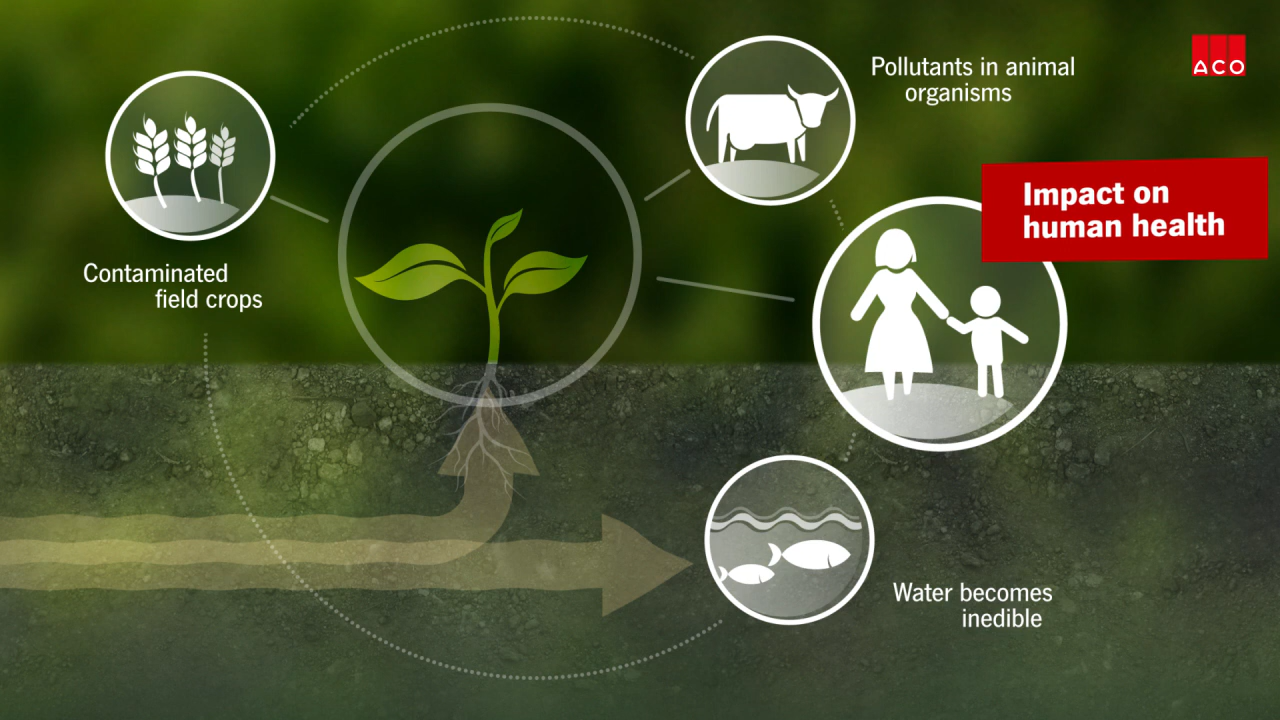 Pollutants in animal
organisms
ACO
Impact on
human health
Contaminated
field crops
Water becomes
inedible